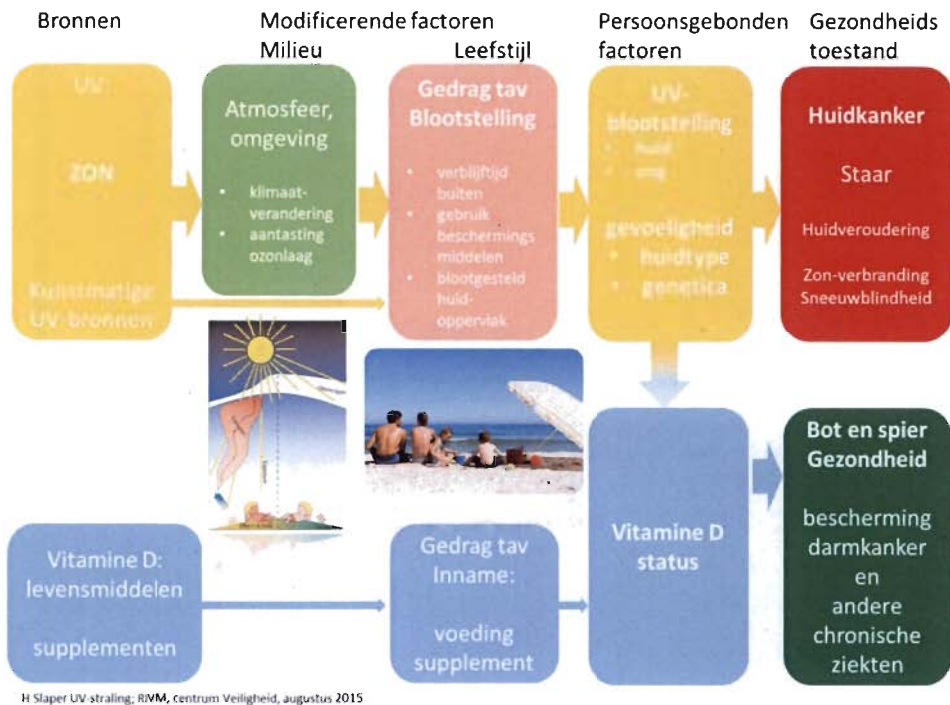 Bronnen
Modificerende factoren
Milieu
Leefstijl
Persoonsgebonden
factoren
Gezondheids
toestand
UV:
ZON
Kunstmatige
UV-bronnen
Atmosfeer,
omgeving
• klimaat-
verandering
• aantasting
ozonlaag
Gedrag tav
Blootstelling
• verblijftijd
buiten
• gebruik
beschermings
middelen
• blootgesteld
huid-
oppervlak
UV-
blootstelling
• huid
• oog
gevoeligheid
• huidtype
• genetica
Huidkanker
Staar
Huidveroudering
Zon-verbranding
Sneeuwblindheid
Vitamine D:
levensmiddelen
supplementen
Gedrag tav
Inname:
voeding
supplement
Vitamine D
status
Bot en spier
Gezondheid
bescherming
darmkanker
en
andere
chronische
ziekten
H Slaper UV-straling; RIVM, centrum Veiligheid, augustus 2015